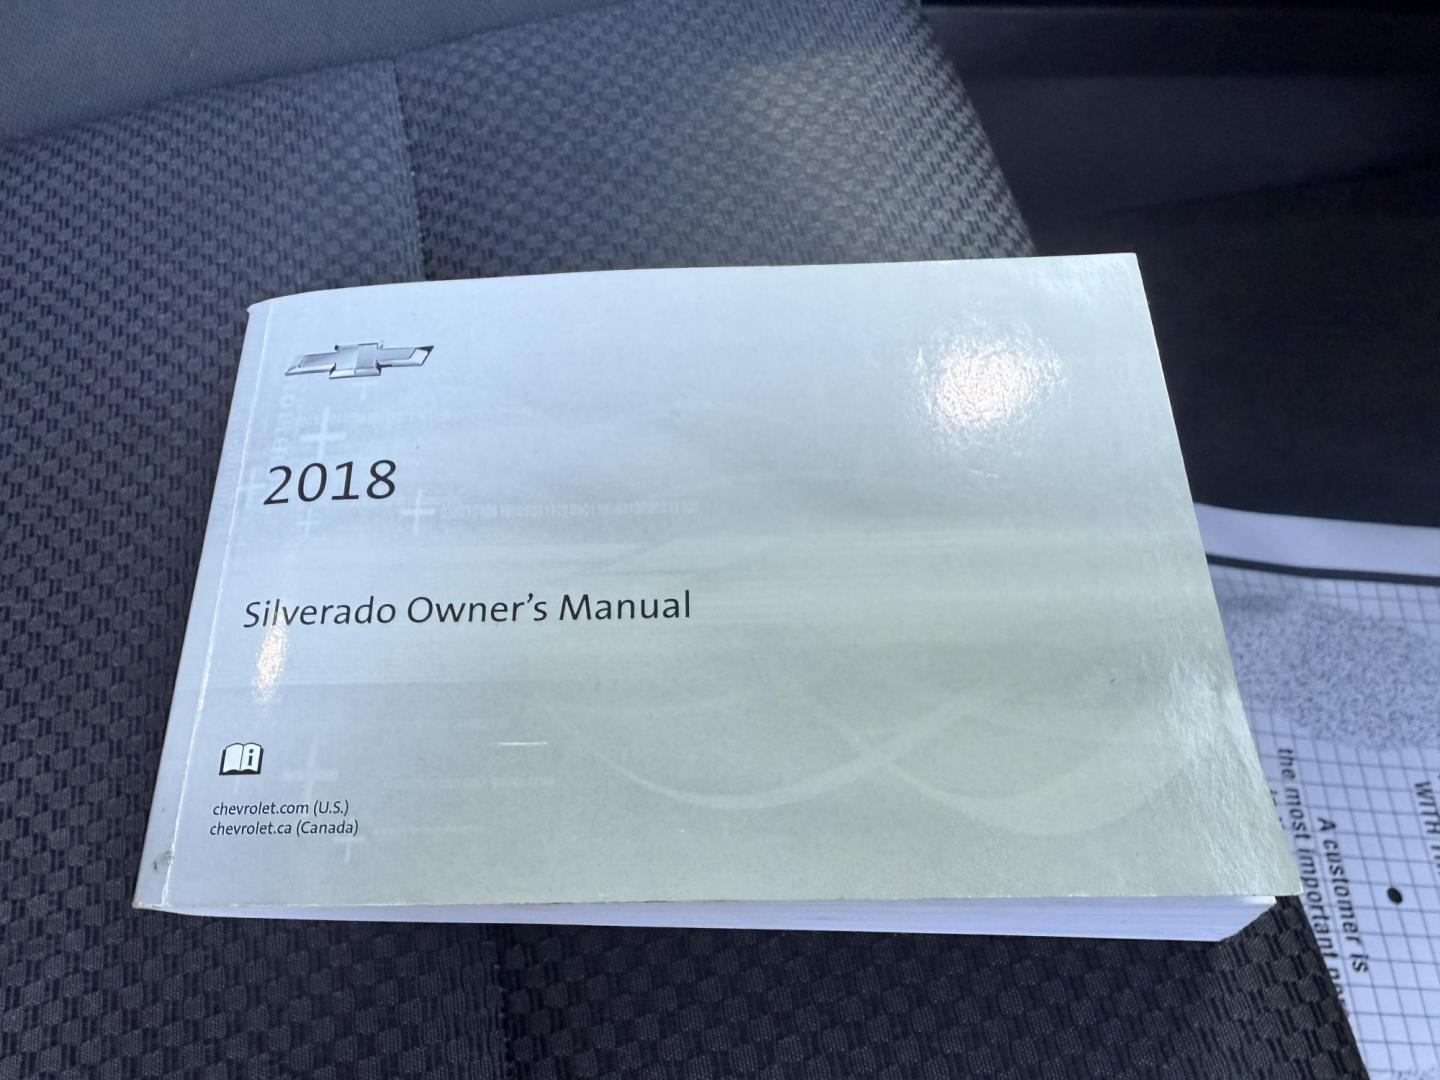 2018
Silverado Owner's Manual
i
chevrolet.com (U.S.)
chevrolet.ca (Canada)
A customer is
the most important